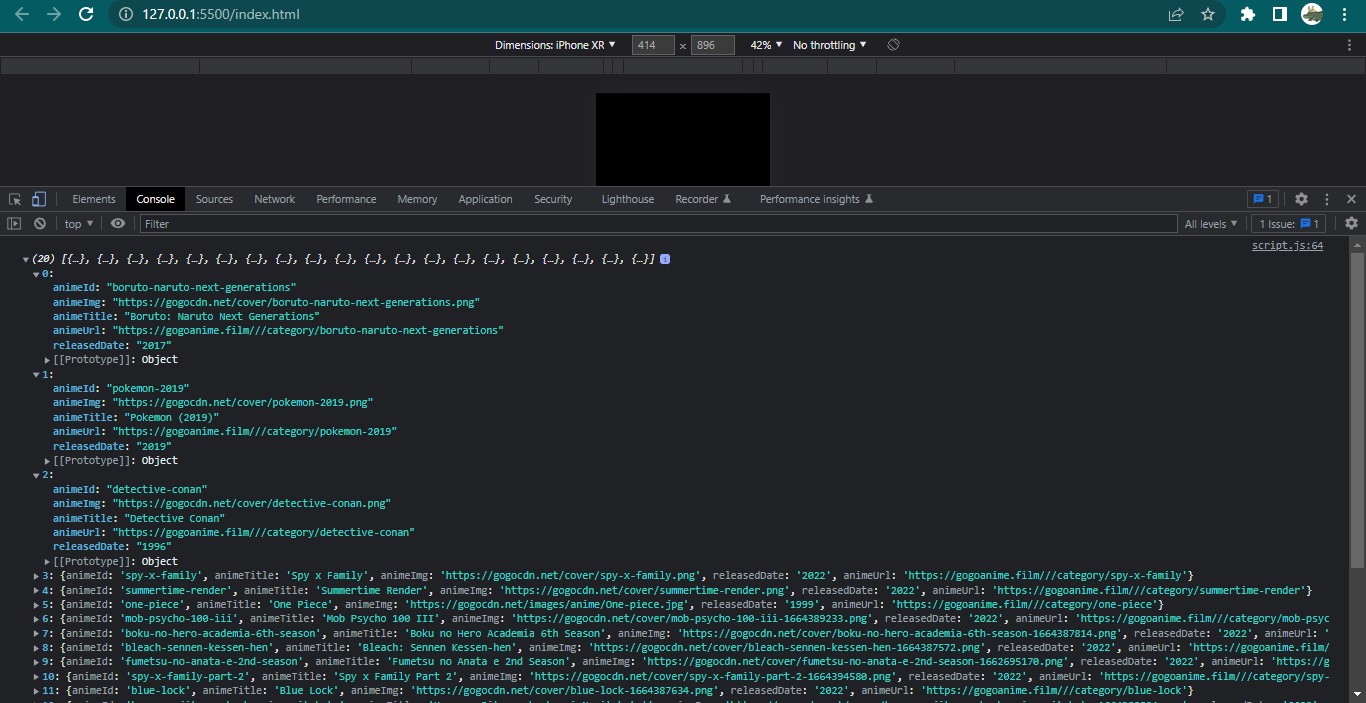 127.0.0.1:5500/index.html
Dimensions: iPhone XR ▼ 414 × 896 42% ▼ No throttling ▼
Elements Console Sources Network Performance Memory Application Security Lighthouse Recorder Performance insights 1
top ▼ Filter All levels ▼ 1 Issue: 1
script.js:64
▼(20) [{…}, {…}, {…}, {…}, {…}, {…}, {…}, {…}, {…}, {…}, {…}, {…}, {…}, {…}, {…}, {…}, {…}, {…}, {…}, {…}] i
▼0:
animeId: "boruto-naruto-next-generations"
animeImg: "https://gogocdn.net/cover/boruto-naruto-next-generations.png"
animeTitle: "Boruto: Naruto Next Generations"
animeUrl: "https://gogoanime.film///category/boruto-naruto-next-generations"
releasedDate: "2017"
▶[[Prototype]]: Object
▼1:
animeId: "pokemon-2019"
animeImg: "https://gogocdn.net/cover/pokemon-2019.png"
animeTitle: "Pokemon (2019)"
animeUrl: "https://gogoanime.film///category/pokemon-2019"
releasedDate: "2019"
▶[[Prototype]]: Object
▼2:
animeId: "detective-conan"
animeImg: "https://gogocdn.net/cover/detective-conan.png"
animeTitle: "Detective Conan"
animeUrl: "https://gogoanime.film///category/detective-conan"
releasedDate: "1996"
▶[[Prototype]]: Object
▶3: {animeId: 'spy-x-family', animeTitle: 'Spy x Family', animeImg: 'https://gogocdn.net/cover/spy-x-family.png', releasedDate: '2022', animeUrl: 'https://gogoanime.film///category/spy-x-family'}
▶4: {animeId: 'summertime-render', animeTitle: 'Summertime Render', animeImg: 'https://gogocdn.net/cover/summertime-render.png', releasedDate: '2022', animeUrl: 'https://gogoanime.film///category/summertime-render'}
▶5: {animeId: 'one-piece', animeTitle: 'One Piece', animeImg: 'https://gogocdn.net/images/anime/One-piece.jpg', releasedDate: '1999', animeUrl: 'https://gogoanime.film///category/one-piece'}
▶6: {animeId: 'mob-psycho-100-iii', animeTitle: 'Mob Psycho 100 III', animeImg: 'https://gogocdn.net/cover/mob-psycho-100-iii-1664389233.png', releasedDate: '2022', animeUrl: 'https://gogoanime.film///category/mob-psyc
▶7: {animeId: 'boku-no-hero-academia-6th-season', animeTitle: 'Boku no Hero Academia 6th Season', animeImg: 'https://gogocdn.net/cover/boku-no-hero-academia-6th-season-1664387814.png', releasedDate: '2022', animeUrl: '
▶8: {animeId: 'bleach-sennen-kessen-hen', animeTitle: 'Bleach: Sennen Kessen-hen', animeImg: 'https://gogocdn.net/cover/bleach-sennen-kessen-hen-1664387572.png', releasedDate: '2022', animeUrl: 'https://gogoanime.film/
▶9: {animeId: 'fumetsu-no-anata-e-2nd-season', animeTitle: 'Fumetsu no Anata e 2nd Season', animeImg: 'https://gogocdn.net/cover/fumetsu-no-anata-e-2nd-season-1662695170.png', releasedDate: '2022', animeUrl: 'https://g
▶10: {animeId: 'spy-x-family-part-2', animeTitle: 'Spy x Family Part 2', animeImg: 'https://gogocdn.net/cover/spy-x-family-part-2-1664394580.png', releasedDate: '2022', animeUrl: 'https://gogoanime.film///category/spy-
▶11: {animeId: 'blue-lock', animeTitle: 'Blue Lock', animeImg: 'https://gogocdn.net/cover/blue-lock-1664387634.png', releasedDate: '2022', animeUrl: 'https://gogoanime.film///category/blue-lock'}